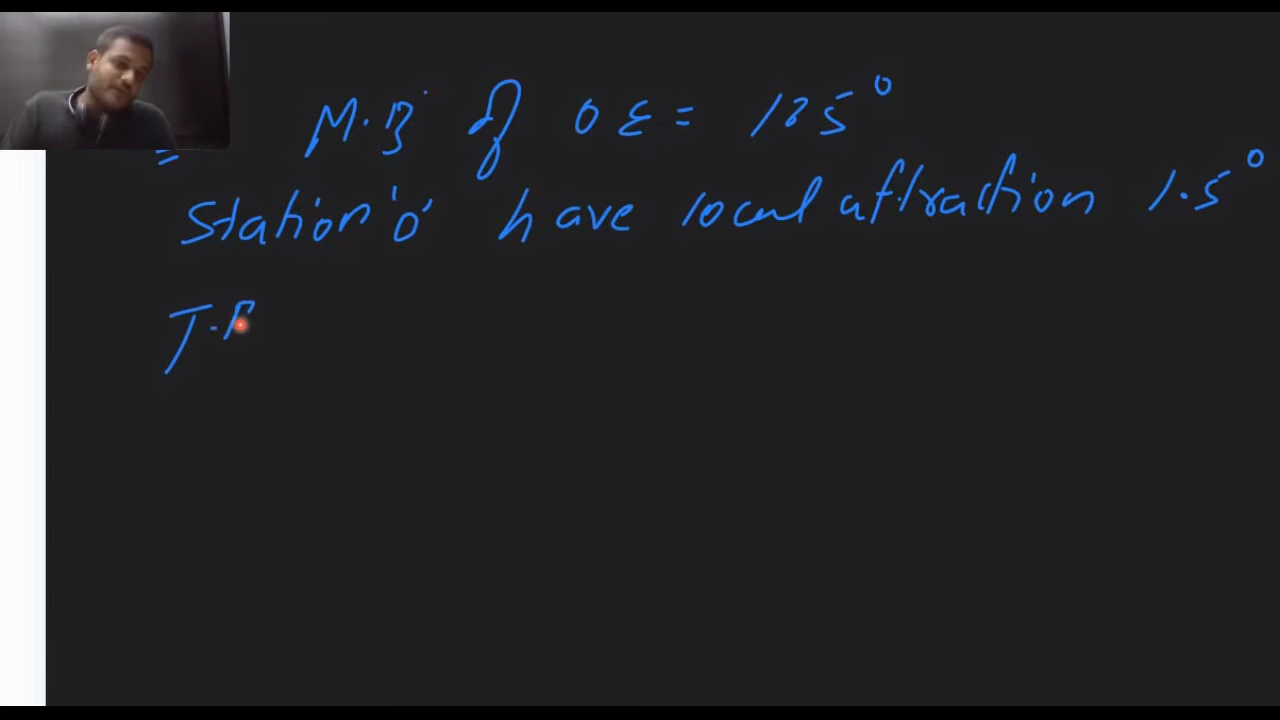 M.B of OE = 185°
station 'o' have local attraction 1.5°
T.